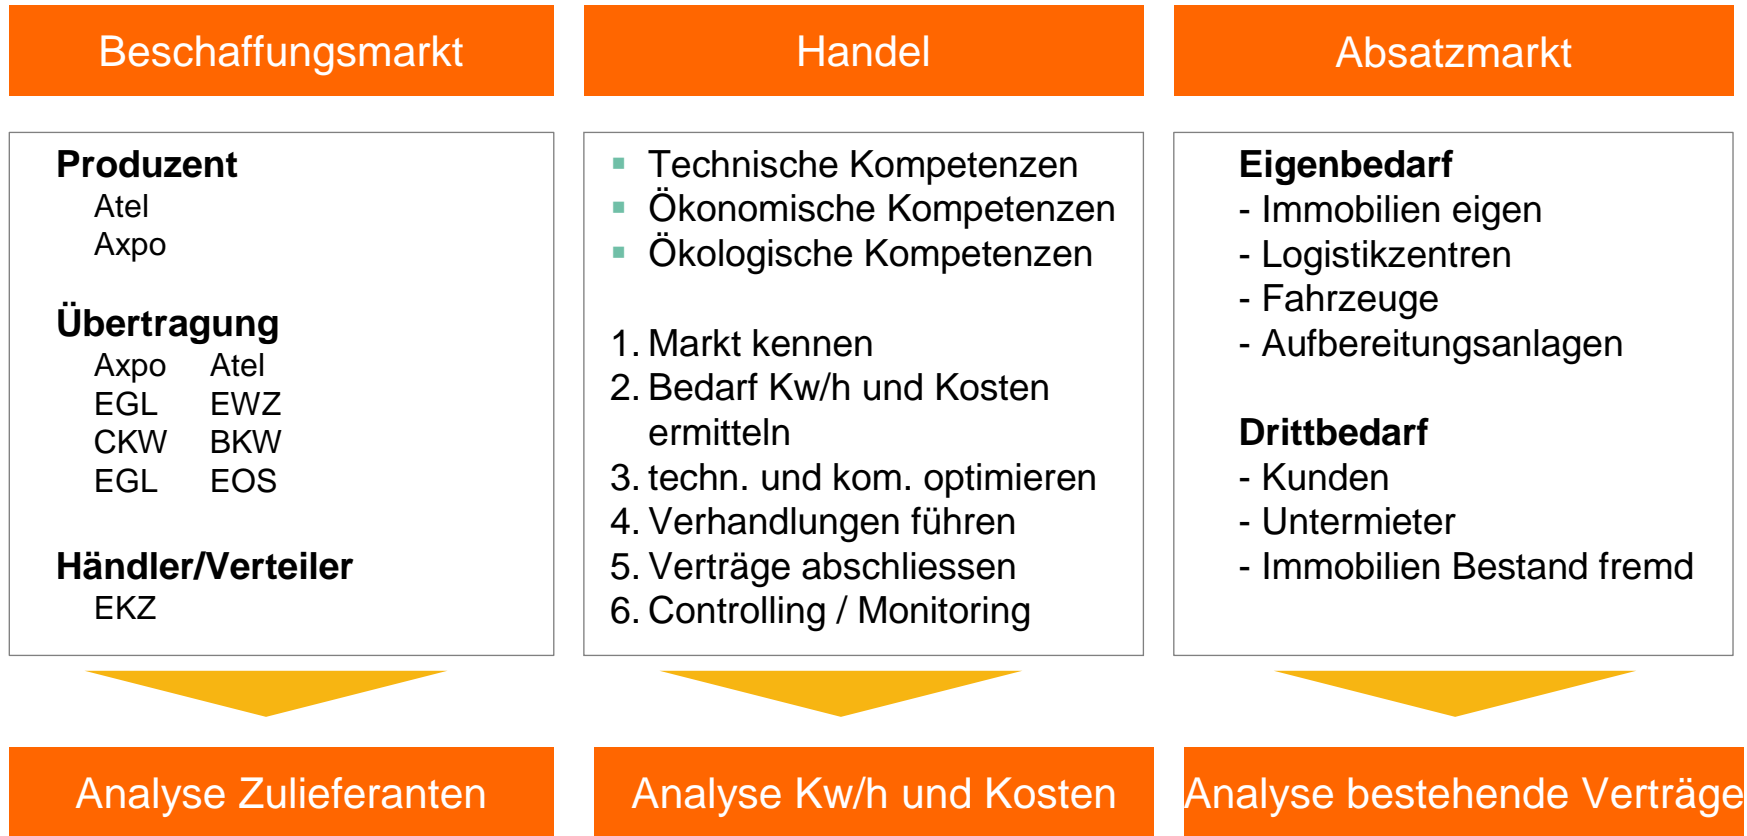 Beschaffungsmarkt
Produzent
Atel
Axpo
Übertragung
Axpo Atel
EGL EWZ
CKW BKW
EGL EOS
Händler/Verteiler
EKZ
Analyse Zulieferanten
Handel
▪ Technische Kompetenzen
▪ Ökonomische Kompetenzen
▪ Ökologische Kompetenzen
1. Markt kennen
2. Bedarf Kw/h und Kosten
ermitteln
3. techn. und kom. optimieren
4. Verhandlungen führen
5. Verträge abschliessen
6. Controlling / Monitoring
Analyse Kw/h und Kosten
Absatzmarkt
Eigenbedarf
- Immobilien eigen
- Logistikzentren
- Fahrzeuge
- Aufbereitungsanlagen
Drittbedarf
- Kunden
- Untermieter
- Immobilien Bestand fremd
Analyse bestehende Verträge